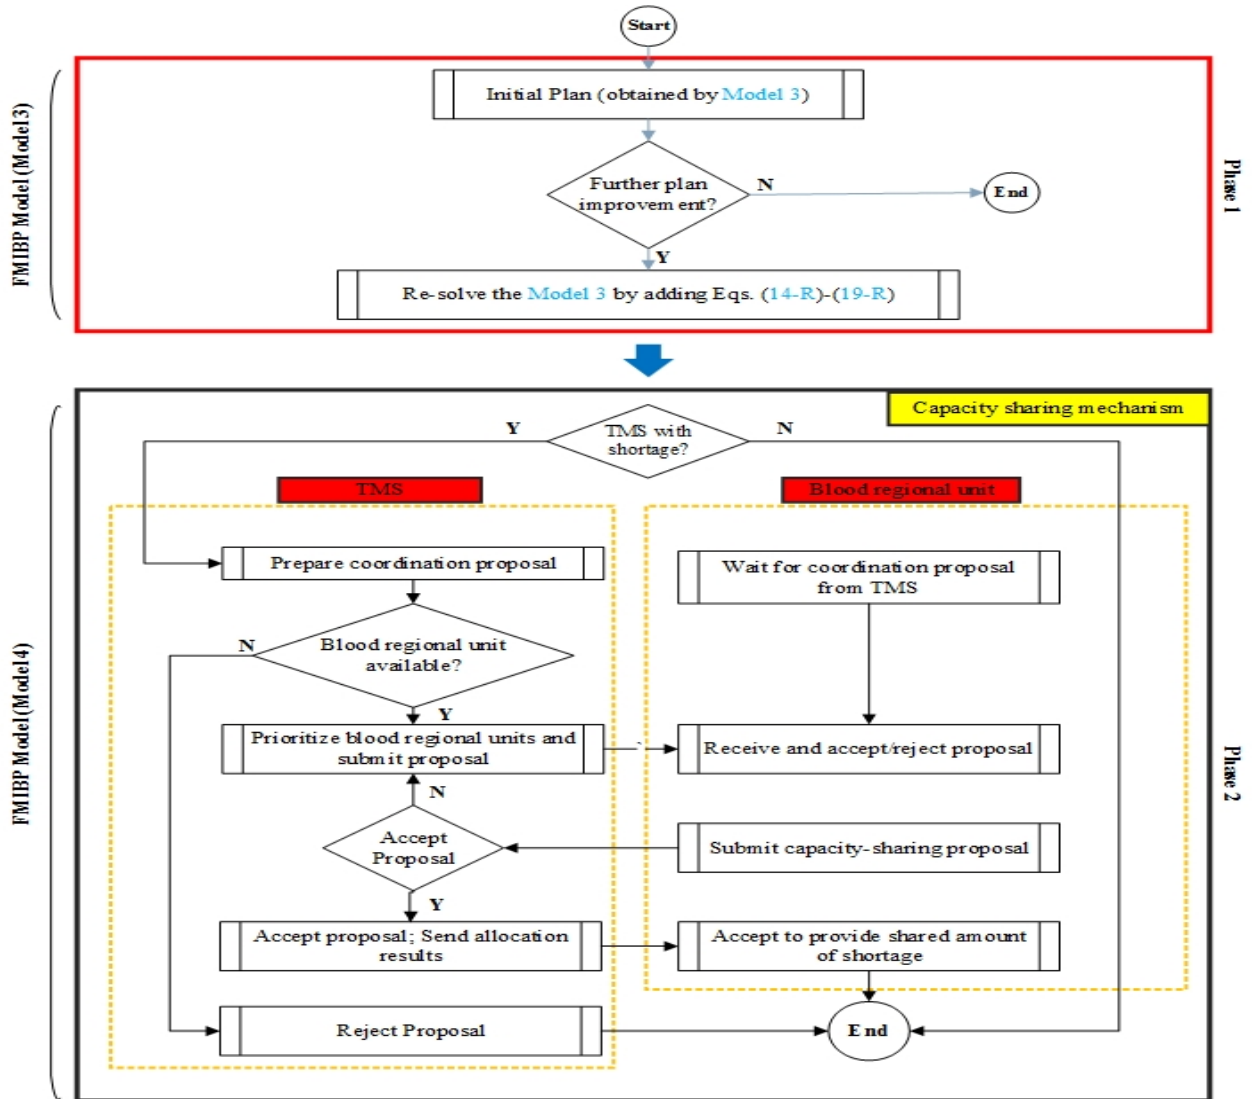 Start
Initial Plan (obtained by Model 3)
Further plan
improvement?
N
End
Y
Re-solve the Model 3 by adding Eqs. (14-R)-(19-R)
FMIBP Model (Model3)
Phase 1
Capacity sharing mechanism
TMS with
shortage?
Y
N
TMS
Blood regional unit
Prepare coordination proposal
Wait for coordination proposal
from TMS
Blood regional unit
available?
N
Y
Prioritize blood regional units and
submit proposal
Receive and accept/reject proposal
N
Accept
Proposal
Submit capacity-sharing proposal
Y
Accept proposal; Send allocation
results
Accept to provide shared amount
of shortage
Reject Proposal
End
FMIBP Model(Model4)
Phase 2